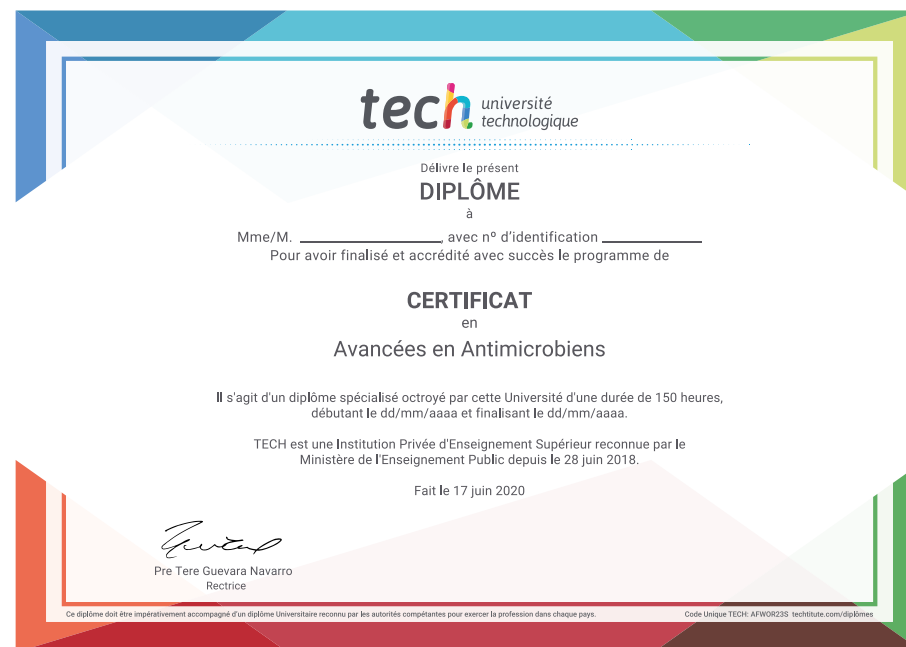 tech université
technologique
Délivre le présent
DIPLÔME
à
Mme/M. ____________________, avec nº d'identification ______________
Pour avoir finalisé et accrédité avec succès le programme de
CERTIFICAT
en
Avancées en Antimicrobiens
Il s'agit d'un diplôme spécialisé octroyé par cette Université d'une durée de 150 heures,
débutant le dd/mm/aaaa et finalisant le dd/mm/aaaa.
TECH est une Institution Privée d'Enseignement Supérieur reconnue par le
Ministère de l'Enseignement Public depuis le 28 juin 2018.
Fait le 17 juin 2020
Pre Tere Guevara Navarro
Rectrice
Ce diplôme doit être impérativement accompagné d'un diplôme Universitaire reconnu par les autorités compétentes pour exercer la profession dans chaque pays.
Code Unique TECH: AFWOR23S techtitute.com/diplômes